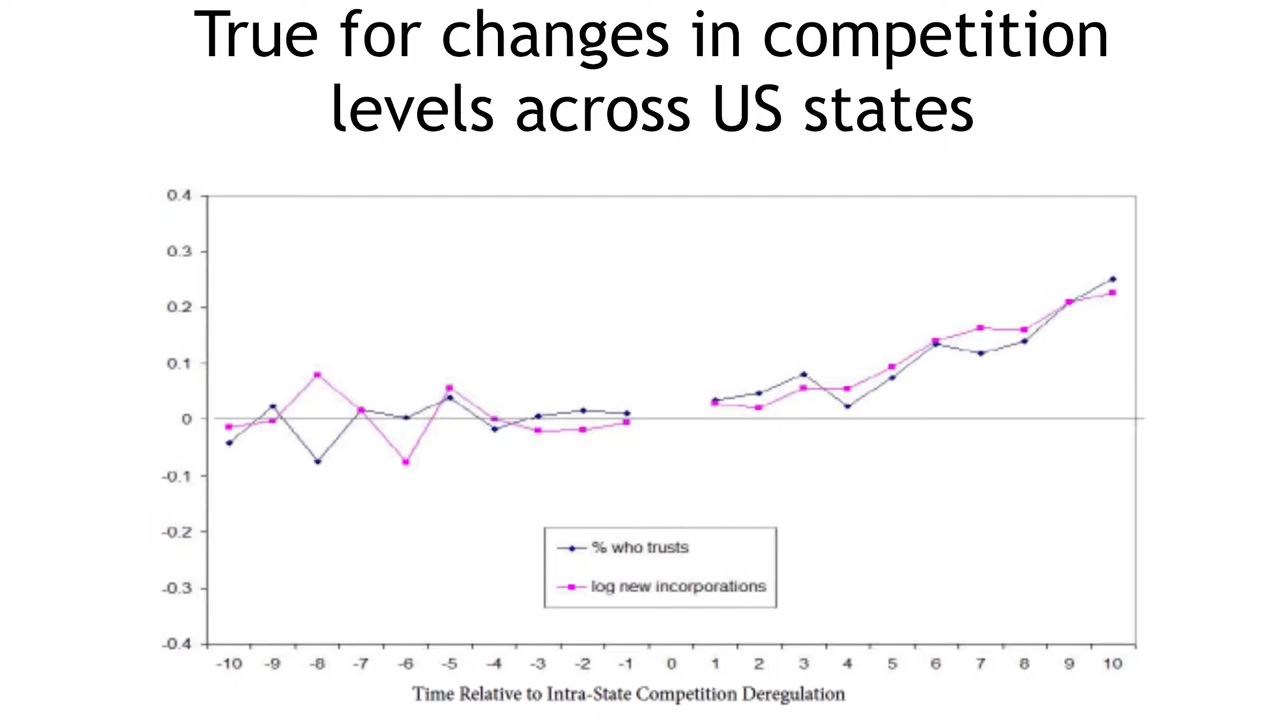 True for changes in competition
levels across US states
0.4
0.3
0.2
0.1
0
-0.1
-0.2
-0.3
-0.4
% who trusts
log new incorporations
-10 -9 -8 -7 -6 -5 -4 -3 -2 -1 0 1 2 3 4 5 6 7 8 9 10
Time Relative to Intra-State Competition Deregulation